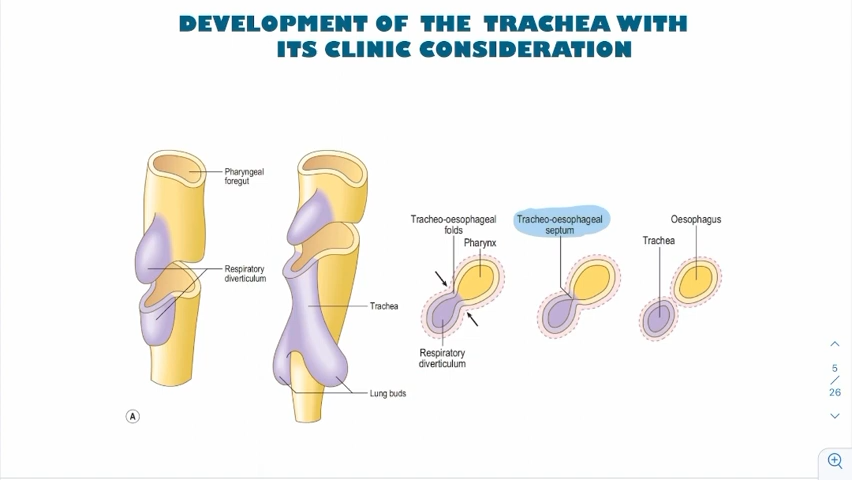 DEVELOPMENT OF THE TRACHEA WITH
ITS CLINIC CONSIDERATION
Pharyngeal
foregut
Respiratory
diverticulum
Trachea
Lung buds
A
Tracheo-oesophageal
folds
Pharynx
Respiratory
diverticulum
Tracheo-oesophageal
septum
Oesophagus
Trachea
5
/
26